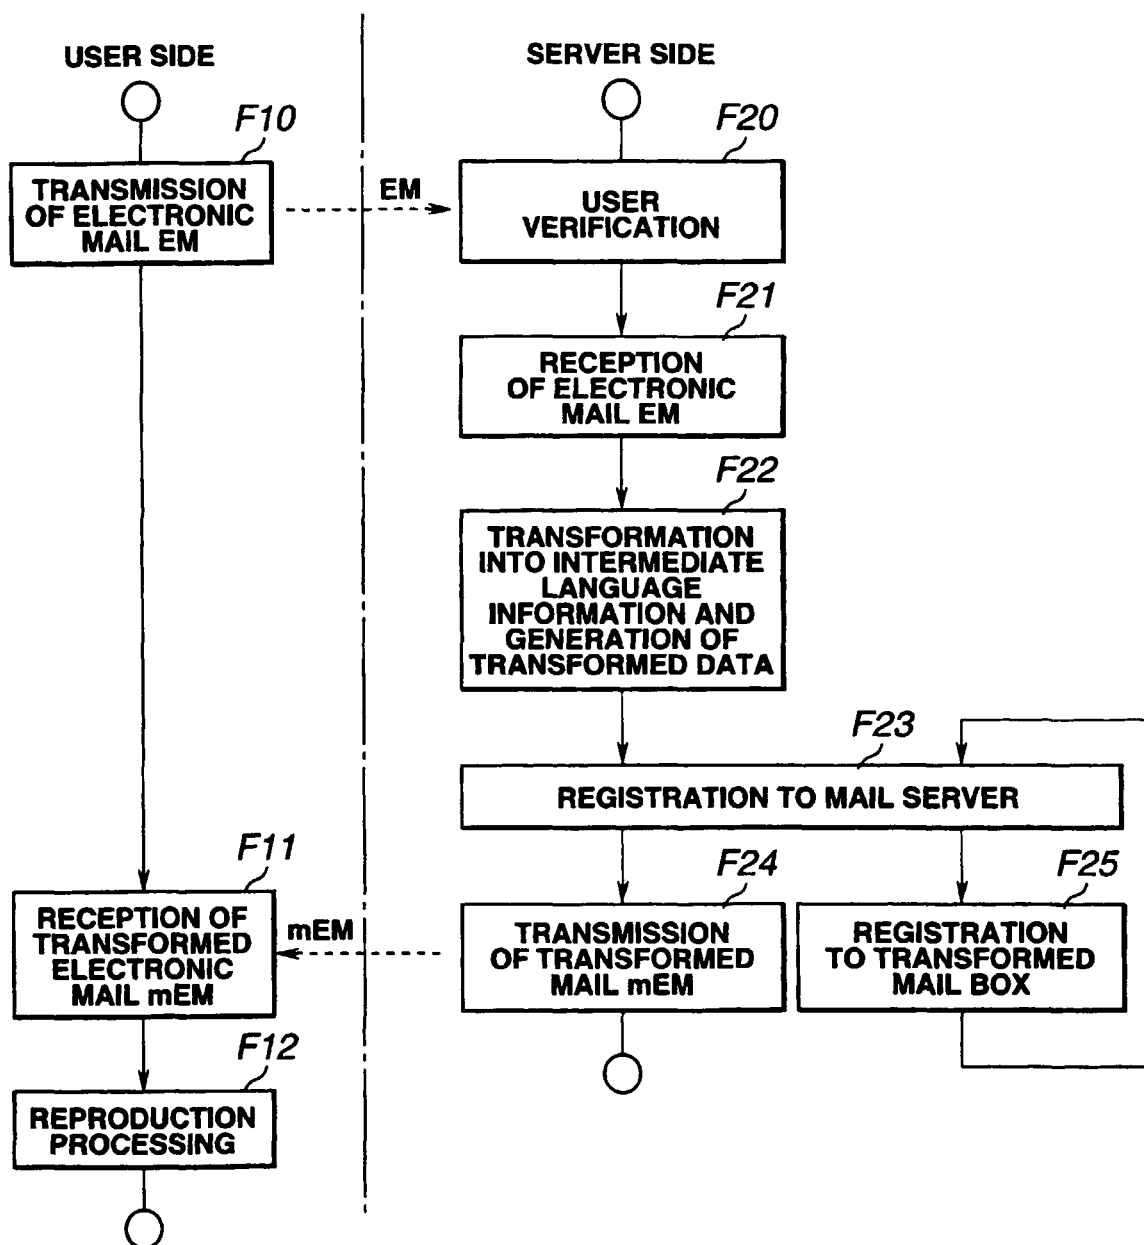 USER SIDE
SERVER SIDE
F10
TRANSMISSION
OF ELECTRONIC
MAIL EM
EM
F20
USER
VERIFICATION
F21
RECEPTION
OF ELECTRONIC
MAIL EM
F22
TRANSFORMATION
INTO INTERMEDIATE
LANGUAGE
INFORMATION AND
GENERATION OF
TRANSFORMED DATA
F23
REGISTRATION TO MAIL SERVER
F11
RECEPTION OF
TRANSFORMED
ELECTRONIC
MAIL mEM
mEM
F24
TRANSMISSION
OF TRANSFORMED
MAIL mEM
F25
REGISTRATION
TO TRANSFORMED
MAIL BOX
F12
REPRODUCTION
PROCESSING